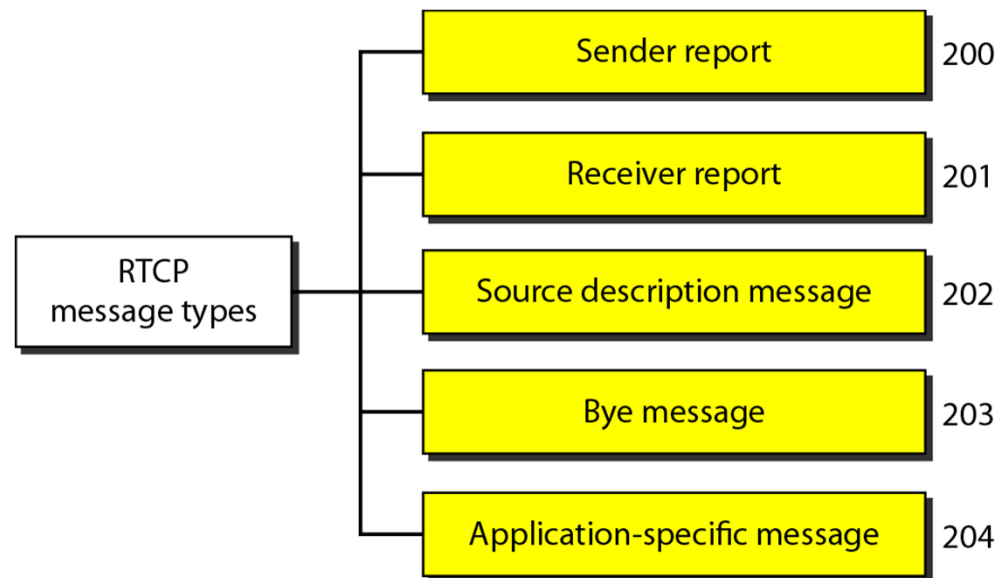 RTCP
message types
Sender report 200
Receiver report 201
Source description message 202
Bye message 203
Application-specific message 204